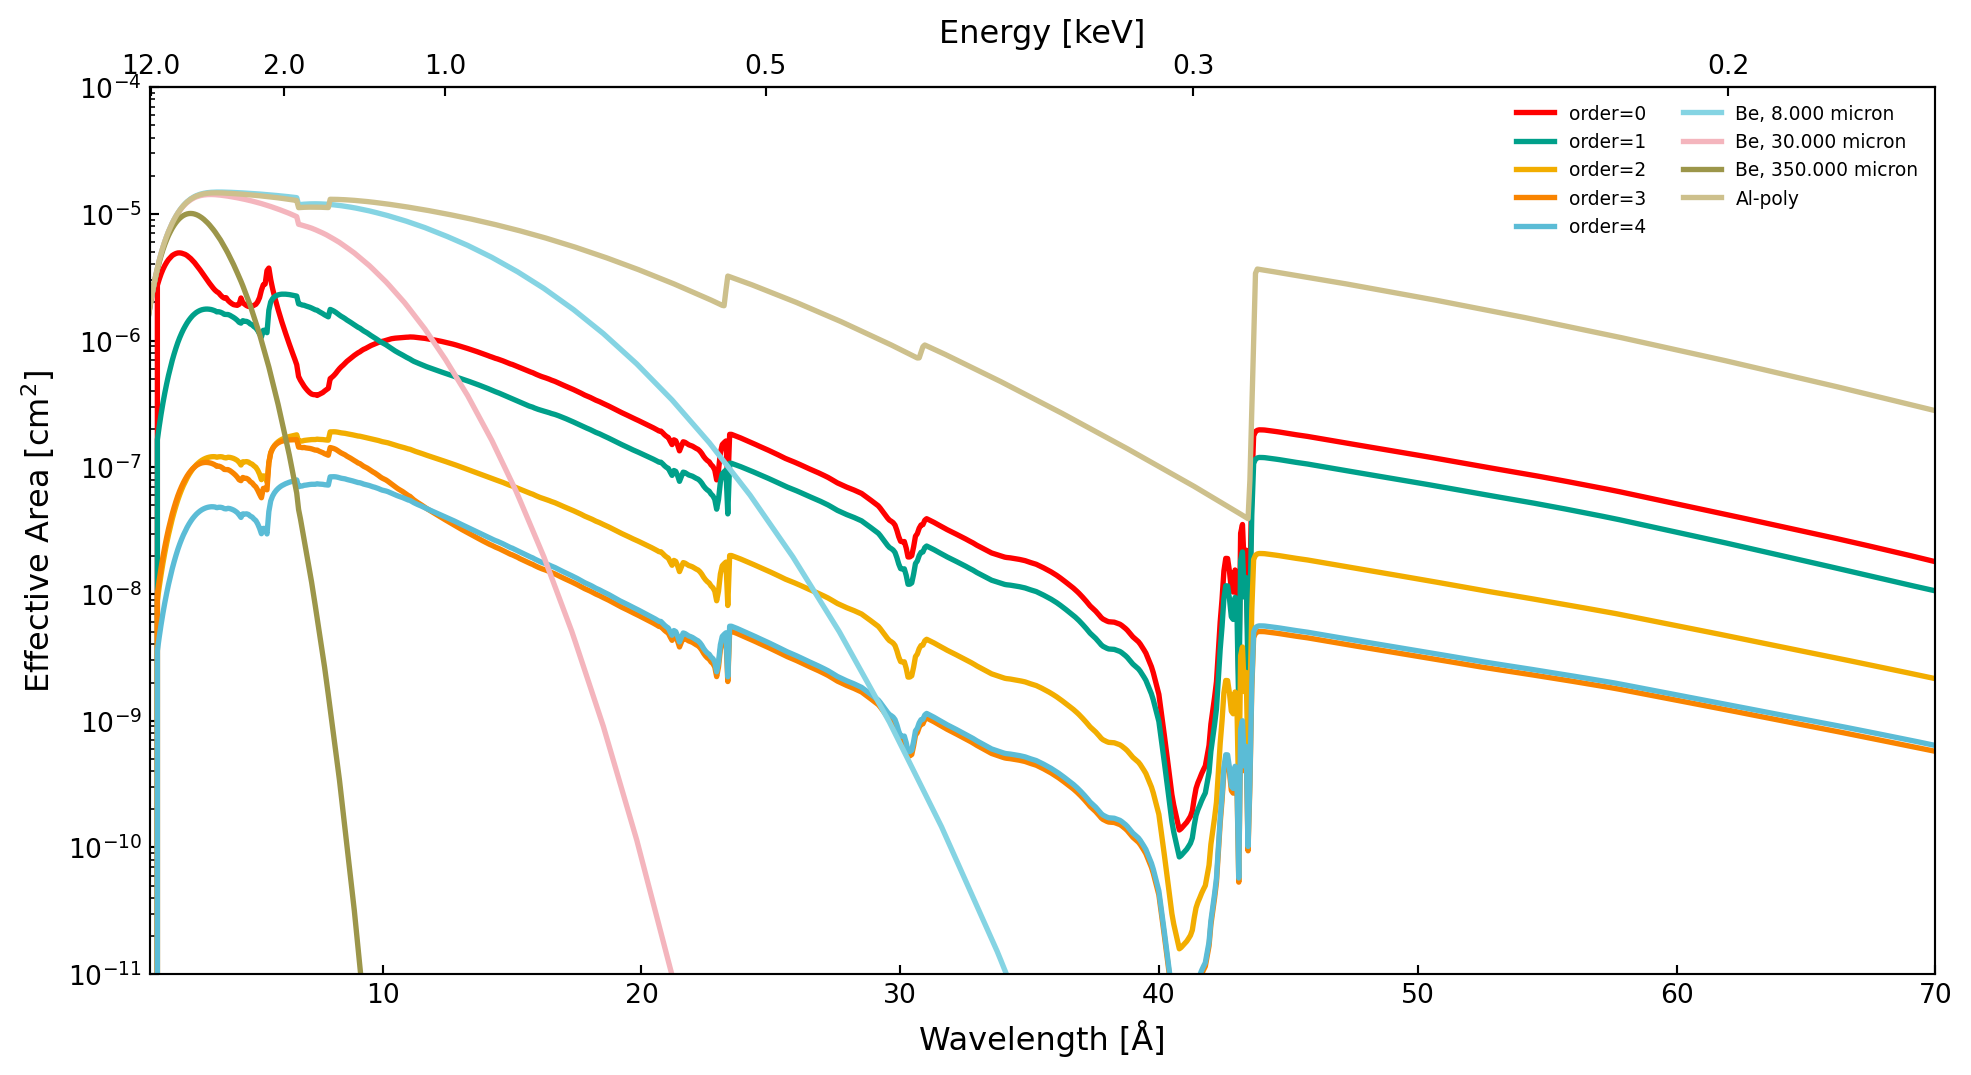 Energy [keV]
12.0 2.0 1.0 0.5 0.3 0.2
10⁻⁴
10⁻⁵
10⁻⁶
10⁻⁷
10⁻⁸
10⁻⁹
10⁻¹⁰
10⁻¹¹
Effective Area [cm²]
order=0
order=1
order=2
order=3
order=4
Be, 8.000 micron
Be, 30.000 micron
Be, 350.000 micron
Al-poly
10 20 30 40 50 60 70
Wavelength [Å]